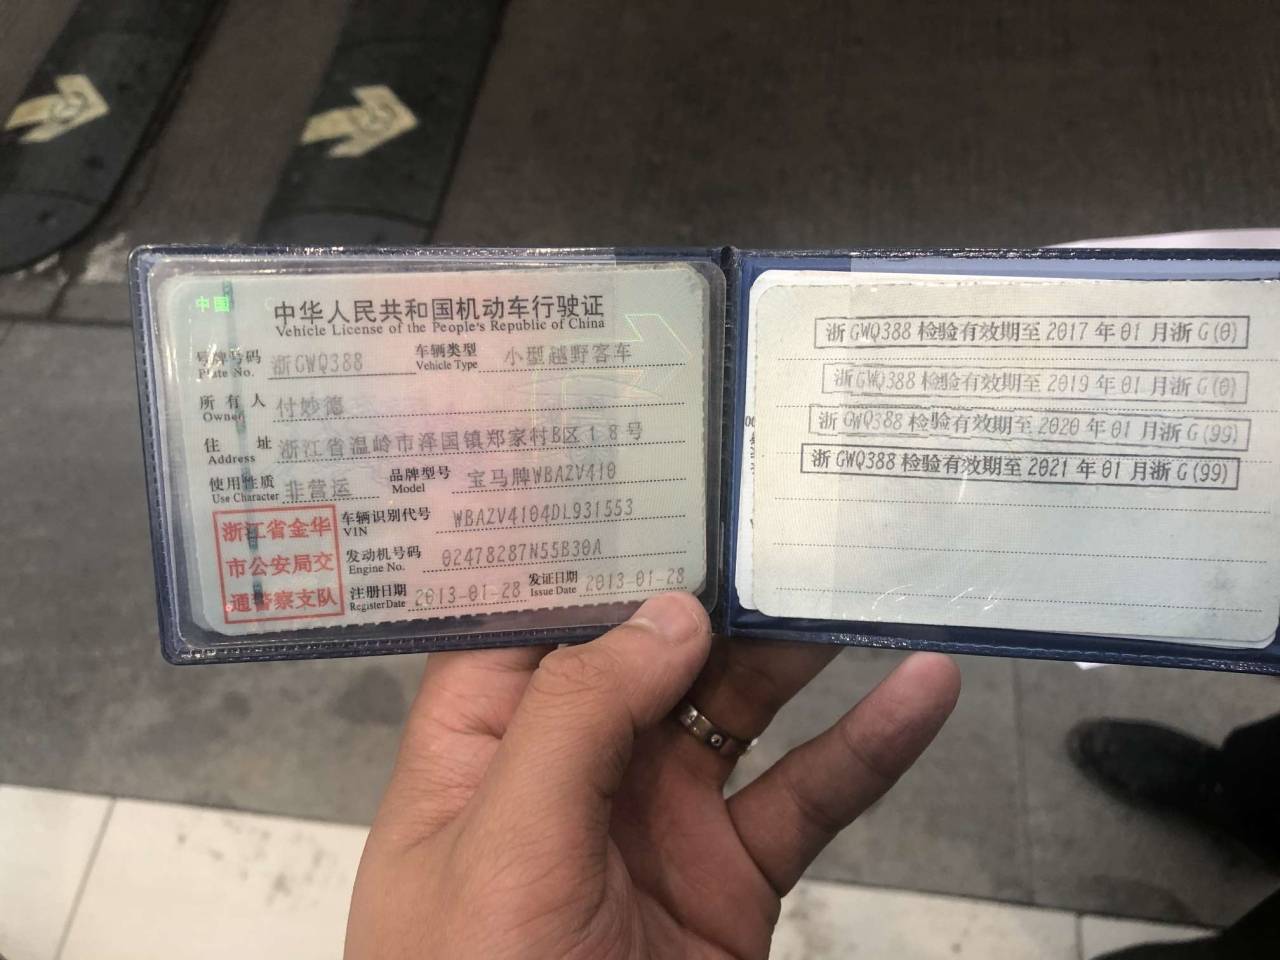 中国
中华人民共和国机动车行驶证
Vehicle License of the People's Republic of China
号牌号码 浙GWQ388 车辆类型 小型越野客车
Plate No. Vehicle Type
所有人 付妙德
Owner
住址 浙江省温岭市泽国镇郑家村B区18号
Address
使用性质 非营运 品牌型号 宝马牌WBAZV410
Use Character Model
浙江省金华
市公安局交
通警察支队
车辆识别代号 WBAZV4104DL931553
VIN
发动机号码 02478287N55B30A
Engine No.
注册日期 2013-01-28 发证日期 2013-01-28
Register Date Issue Date
浙GWQ388检验有效期至2017年01月浙G(0)
浙GWQ388检验有效期至2019年01月浙G(0)
浙GWQ388检验有效期至2020年01月浙G(99)
浙GWQ388检验有效期至2021年01月浙G(99)